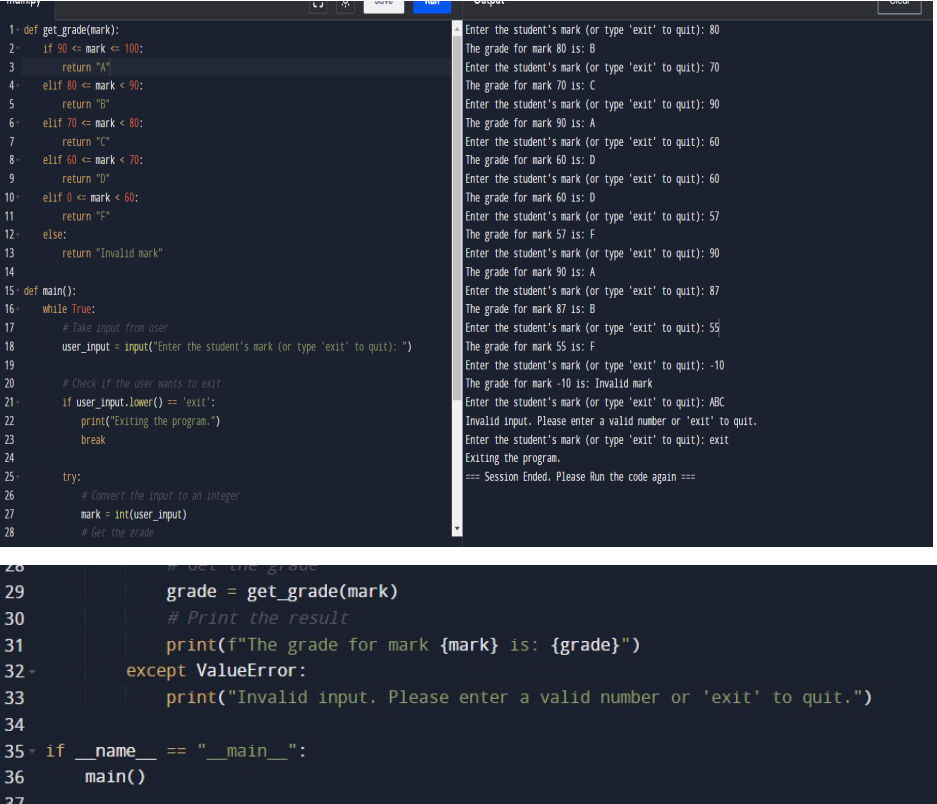 main.py
Save
Run
Output
Clear
1 def get_grade(mark):
2 if 90 <= mark <= 100:
3 return "A"
4 elif 80 <= mark < 90:
5 return "B"
6 elif 70 <= mark < 80:
7 return "C"
8 elif 60 <= mark < 70:
9 return "D"
10 elif 0 <= mark < 60:
11 return "F"
12 else:
13 return "Invalid mark"
14
15 def main():
16 while True:
17 # Take input from user
18 user_input = input("Enter the student's mark (or type 'exit' to quit): ")
19
20 # Check if the user wants to exit
21 if user_input.lower() == 'exit':
22 print("Exiting the program.")
23 break
24
25 try:
26 # Convert the input to an integer
27 mark = int(user_input)
28 # Get the grade
Enter the student's mark (or type 'exit' to quit): 80
The grade for mark 80 is: B
Enter the student's mark (or type 'exit' to quit): 70
The grade for mark 70 is: C
Enter the student's mark (or type 'exit' to quit): 90
The grade for mark 90 is: A
Enter the student's mark (or type 'exit' to quit): 60
The grade for mark 60 is: D
Enter the student's mark (or type 'exit' to quit): 60
The grade for mark 60 is: D
Enter the student's mark (or type 'exit' to quit): 57
The grade for mark 57 is: F
Enter the student's mark (or type 'exit' to quit): 90
The grade for mark 90 is: A
Enter the student's mark (or type 'exit' to quit): 87
The grade for mark 87 is: B
Enter the student's mark (or type 'exit' to quit): 55
The grade for mark 55 is: F
Enter the student's mark (or type 'exit' to quit): -10
The grade for mark -10 is: Invalid mark
Enter the student's mark (or type 'exit' to quit): ABC
Invalid input. Please enter a valid number or 'exit' to quit.
Enter the student's mark (or type 'exit' to quit): exit
Exiting the program.
=== Session Ended. Please Run the code again ===
28 # Get the grade
29 grade = get_grade(mark)
30 # Print the result
31 print(f"The grade for mark {mark} is: {grade}")
32 except ValueError:
33 print("Invalid input. Please enter a valid number or 'exit' to quit.")
34
35 if __name__ == "__main__":
36 main()
37